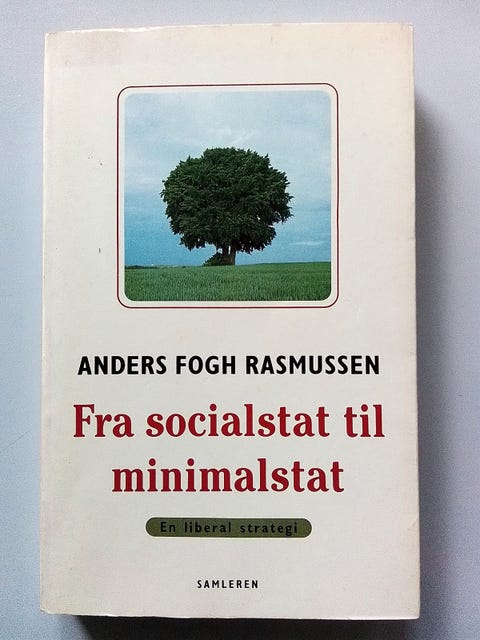 ANDERS FOGH RASMUSSEN
Fra socialstat til
minimalstat
En liberal strategi
SAMLEREN